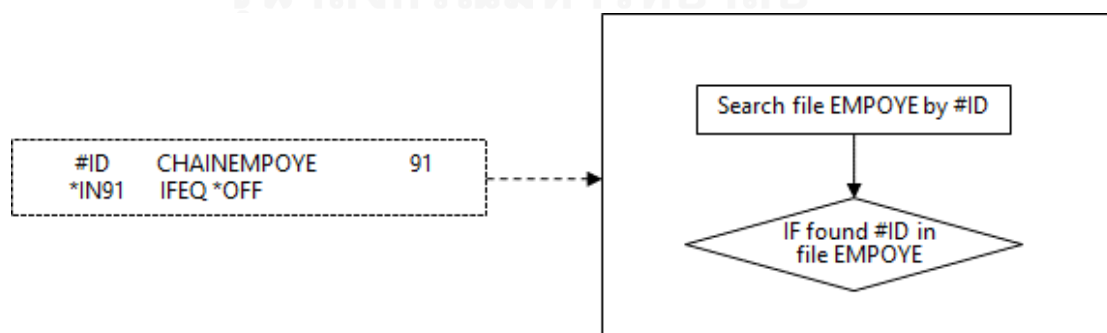 #ID CHAINEMPOYE 91
*IN91 IFEQ *OFF
Search file EMPOYE by #ID
IF found #ID in
file EMPOYE